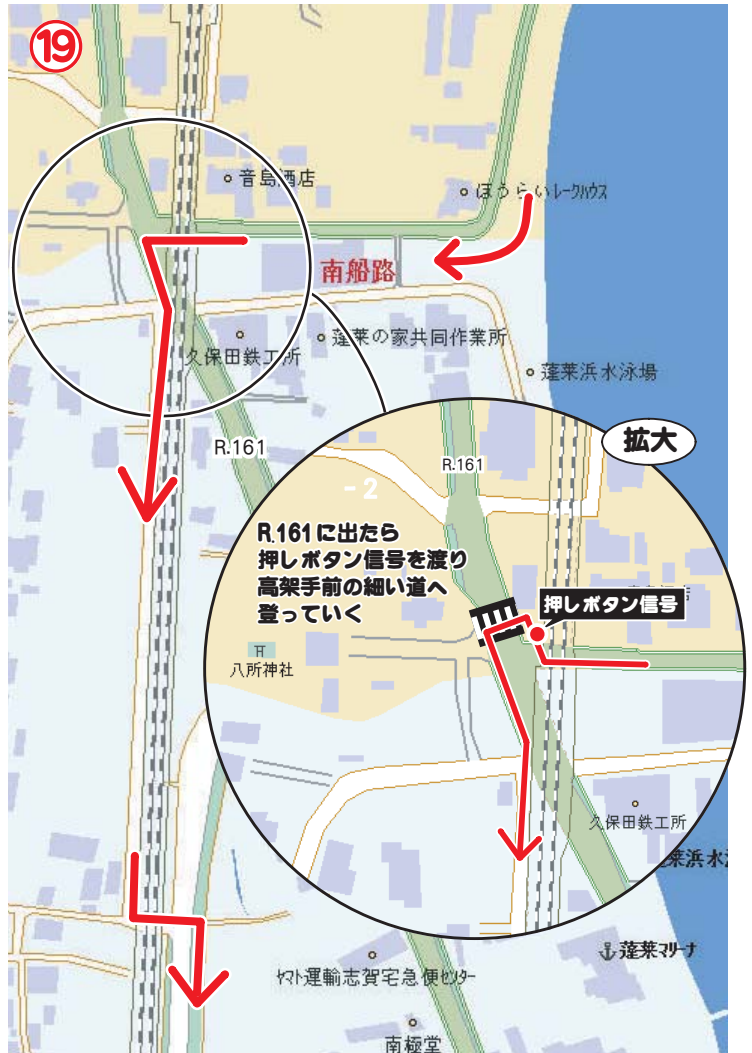 ⑲
音島酒店
ほうらいレークハウス
南船路
蓬莱の家共同作業所
久保田鉄工所
蓬莱浜水泳場
拡大
R.161
R.161
-2
R.161に出たら
押しボタン信号を渡り
高架手前の細い道へ
登っていく
押しボタン信号
八所神社
久保田鉄工所
莱浜水
蓬莱マリーナ
ヤマト運輸志賀宅急便センター
南極堂